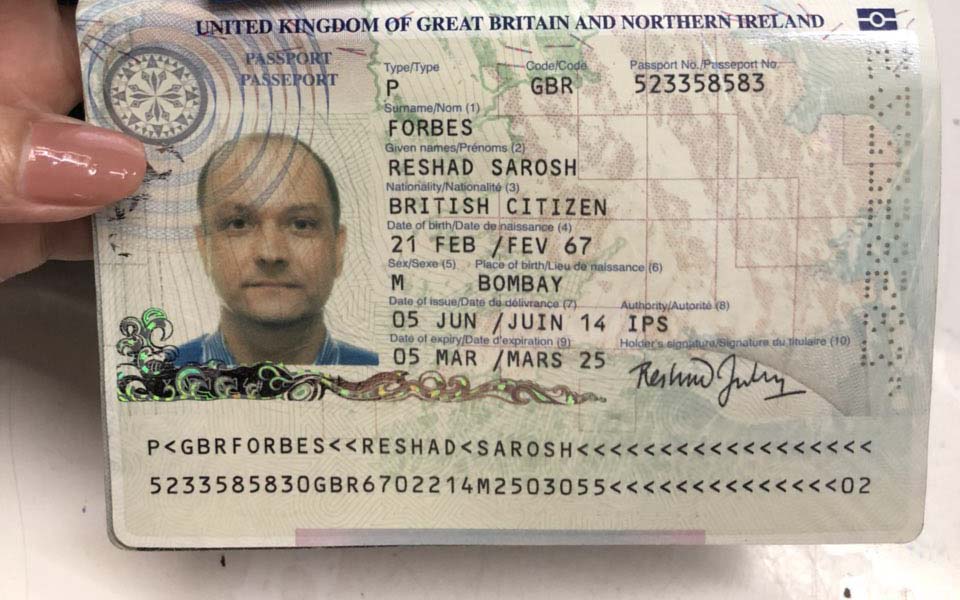 UNITED KINGDOM OF GREAT BRITAIN AND NORTHERN IRELAND
PASSPORT
PASSEPORT
Type/Type Code/Code Passport No./Passeport No.
P GBR 523358583
Surname/Nom (1)
FORBES
Given names/Prénoms (2)
RESHAD SAROSH
Nationality/Nationalité (3)
BRITISH CITIZEN
Date of birth/Date de naissance (4)
21 FEB /FEV 67
Sex/Sexe (5) Place of birth/Lieu de naissance (6)
M BOMBAY
Date of issue/Date de délivrance (7) Authority/Autorité (8)
05 JUN /JUIN 14 IPS
Date of expiry/Date d'expiration (9) Holder's signature/Signature du titulaire (10)
05 MAR /MARS 25
P<GBRFORBES<<RESHAD<SAROSH<<<<<<<<<<<<<<<<<<
5233585830GBR6702214M2503055<<<<<<<<<<<<<<02